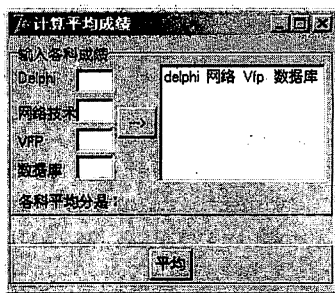 计算平均成绩
输入各科成绩
Delphi
delphi 网络 Vfp 数据库
网络技术
-->
VFP
数据库
各科平均分是:
平均